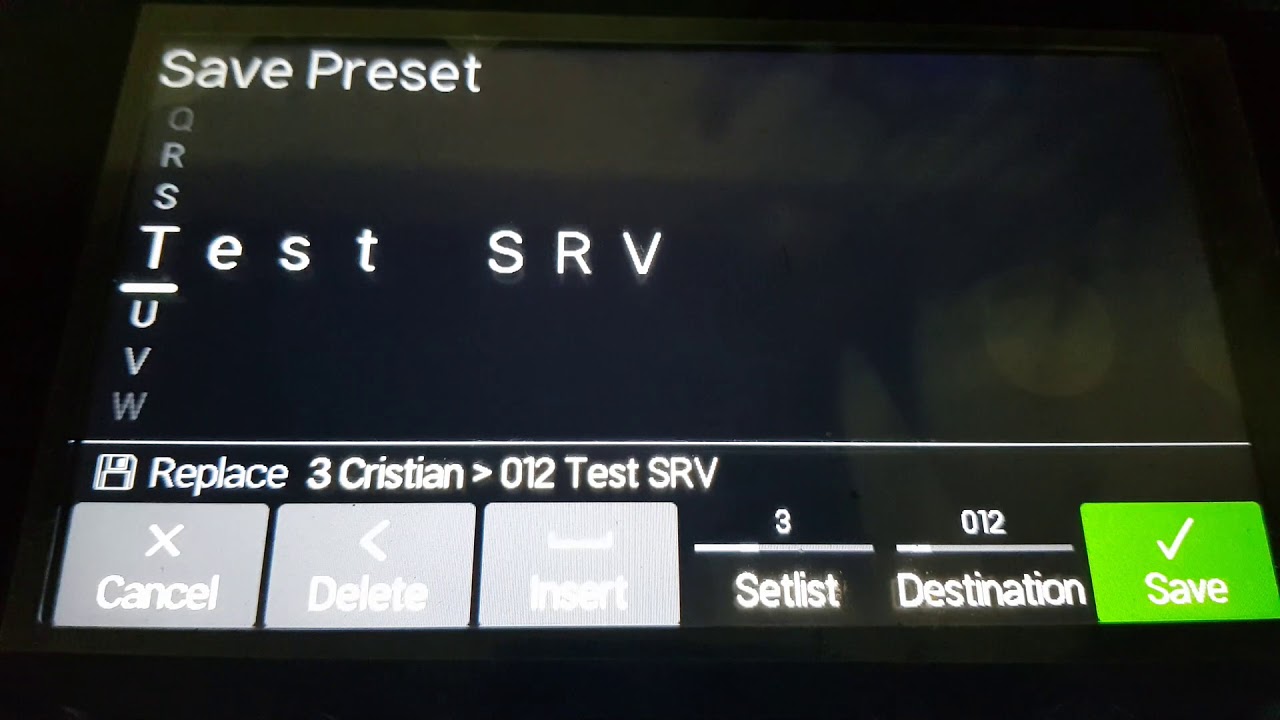 Save Preset
Q
R
S
Test SRV
U
V
W
Replace 3 Cristian > 012 Test SRV
3 012
Cancel Delete Insert Setlist Destination Save